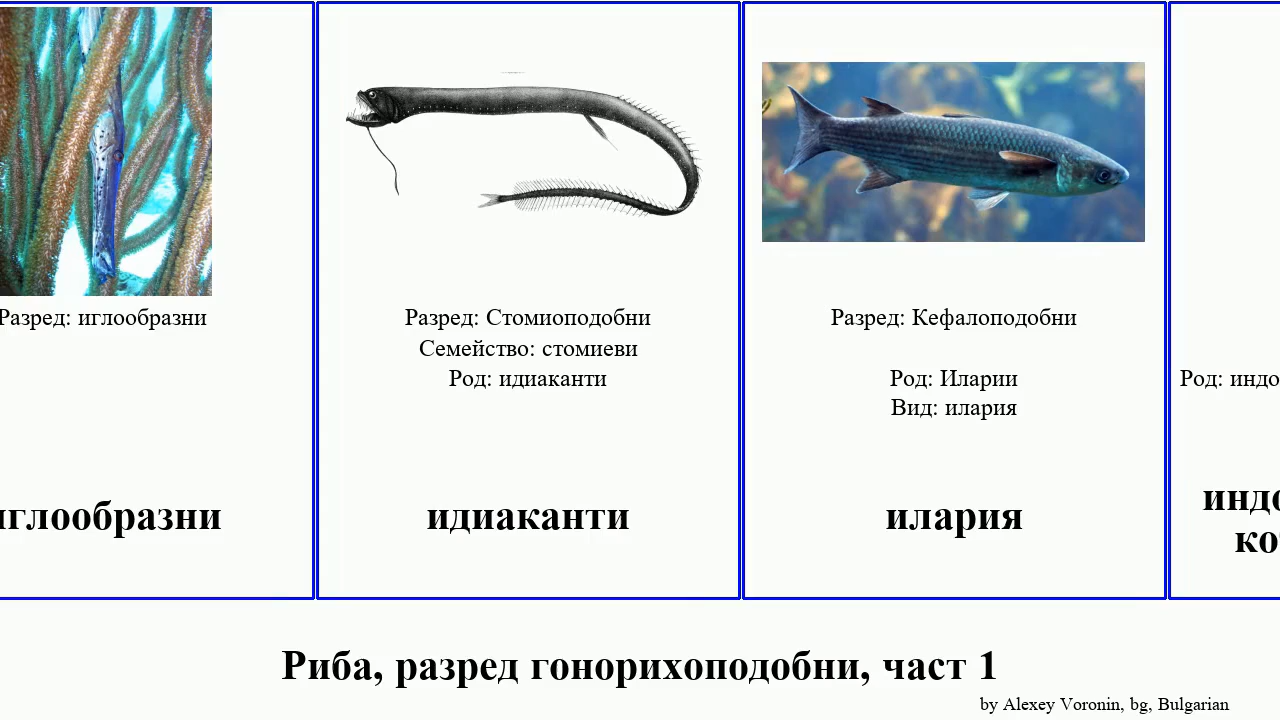 Разред: иглообразни
Разред: Стомиоподобни
Семейство: стомиеви
Род: идиаканти
Разред: Кефалоподобни
Род: Иларии
Вид: илария
идиаканти
илария
Риба, разред гонорихоподобни, част 1
by Alexey Voronin, bg, Bulgarian